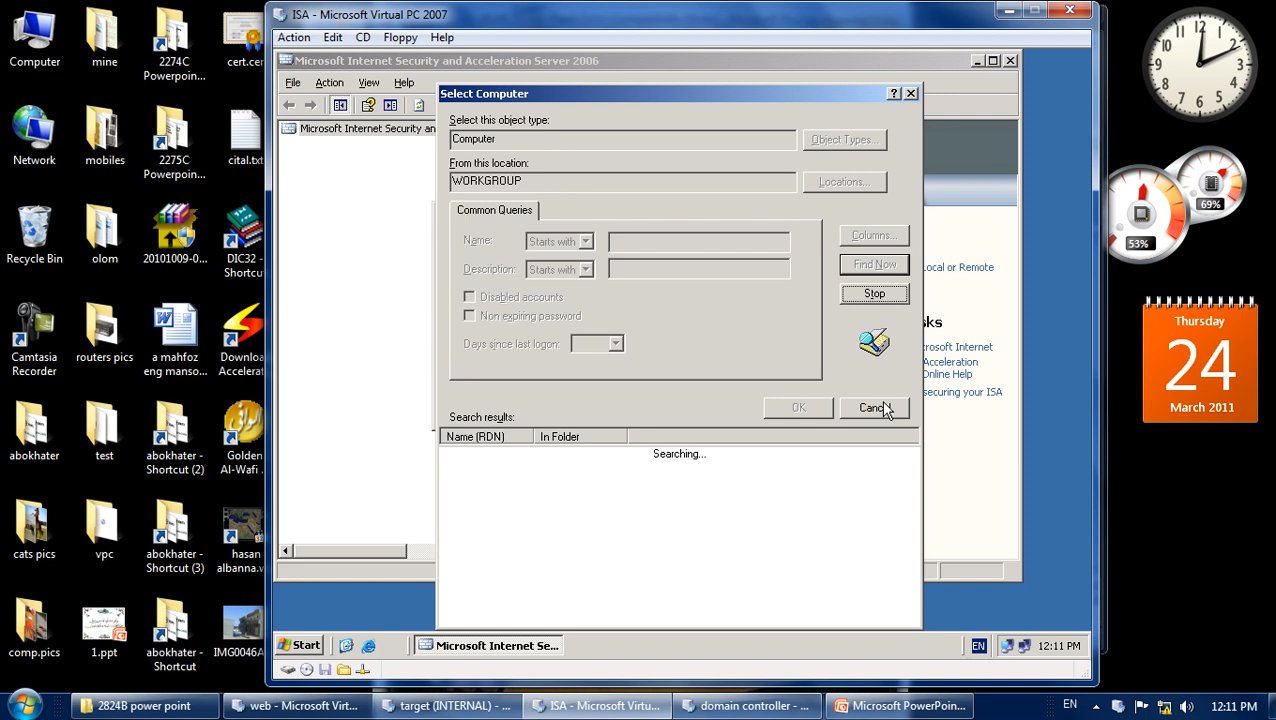 ISA - Microsoft Virtual PC 2007
Action Edit CD Floppy Help
Microsoft Internet Security and Acceleration Server 2006
File Action View Help
Microsoft Internet Security an
Select Computer
Select this object type:
Computer
Object Types...
From this location:
WORKGROUP
Locations...
Common Queries
Name: Starts with
Description: Starts with
Disabled accounts
Non expiring password
Days since last logon:
Columns...
Find Now
Stop
OK
Search results:
Name (RDN) In Folder
Searching...
Local or Remote
sks
rosoft Internet
Acceleration
Online Help
securing your ISA
Start
Microsoft Internet Se...
EN
12:11 PM
Computer
mine
2274C
Powerpoin...
cert.cer
Network
mobiles
2275C
Powerpoin...
cital.txt
Recycle Bin
olom
20101009-0...
DIC32 -
Shortcut
Camtasia
Recorder
routers pics
a mahfoz
eng manso...
Downloa
Accelera
abokhater
test
abokhater -
Shortcut (2)
Golden
Al-Wafi
cats pics
vpc
abokhater -
Shortcut (3)
hasan
albanna.w
comp.pics
1.ppt
abokhater -
Shortcut
IMG0046A
53%
69%
Thursday
24
March 2011
2824B power point
web - Microsoft Virt...
target (INTERNAL) - ...
ISA - Microsoft Virtu...
domain controller - ...
Microsoft PowerPoin...
EN
12:11 PM